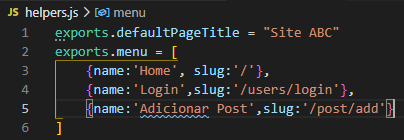 helpers.js > menu
1 exports.defaultPageTitle = "Site ABC"
2 exports.menu = [
3 {name:'Home', slug:'/'},
4 {name:'Login',slug:'/users/login'},
5 {name:'Adicionar Post',slug:'/post/add'}
6 ]